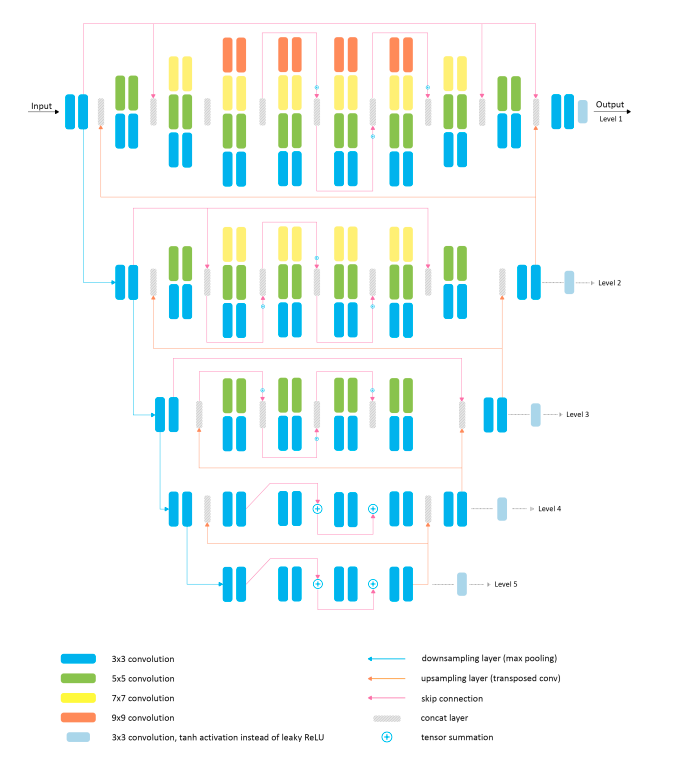 Input
Output
Level 1
Level 2
Level 3
Level 4
Level 5
3x3 convolution
5x5 convolution
7x7 convolution
9x9 convolution
3x3 convolution, tanh activation instead of leaky ReLU
downsampling layer (max pooling)
upsampling layer (transposed conv)
skip connection
concat layer
tensor summation